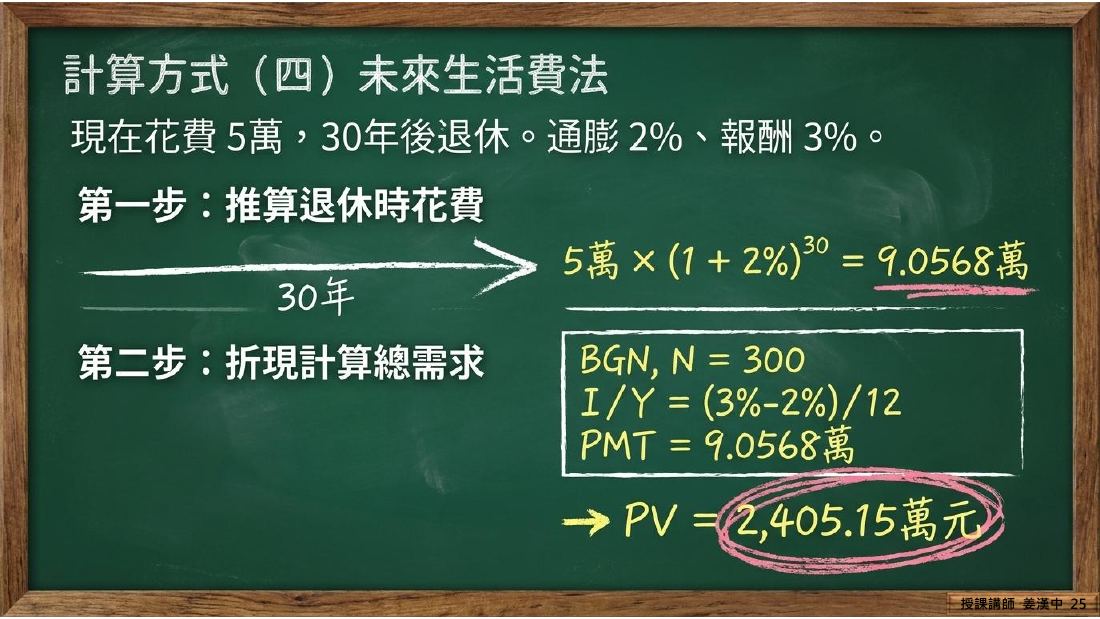 計算方式（四）未來生活費法
現在花費 5萬，30年後退休。通膨 2%、報酬 3%。
第一步：推算退休時花費
30年
5萬 × (1 + 2%)³⁰ = 9.0568萬
第二步：折現計算總需求
BGN, N = 300
I/Y = (3%-2%)/12
PMT = 9.0568萬
→ PV = 2,405.15萬元
授課講師 姜漢中 25